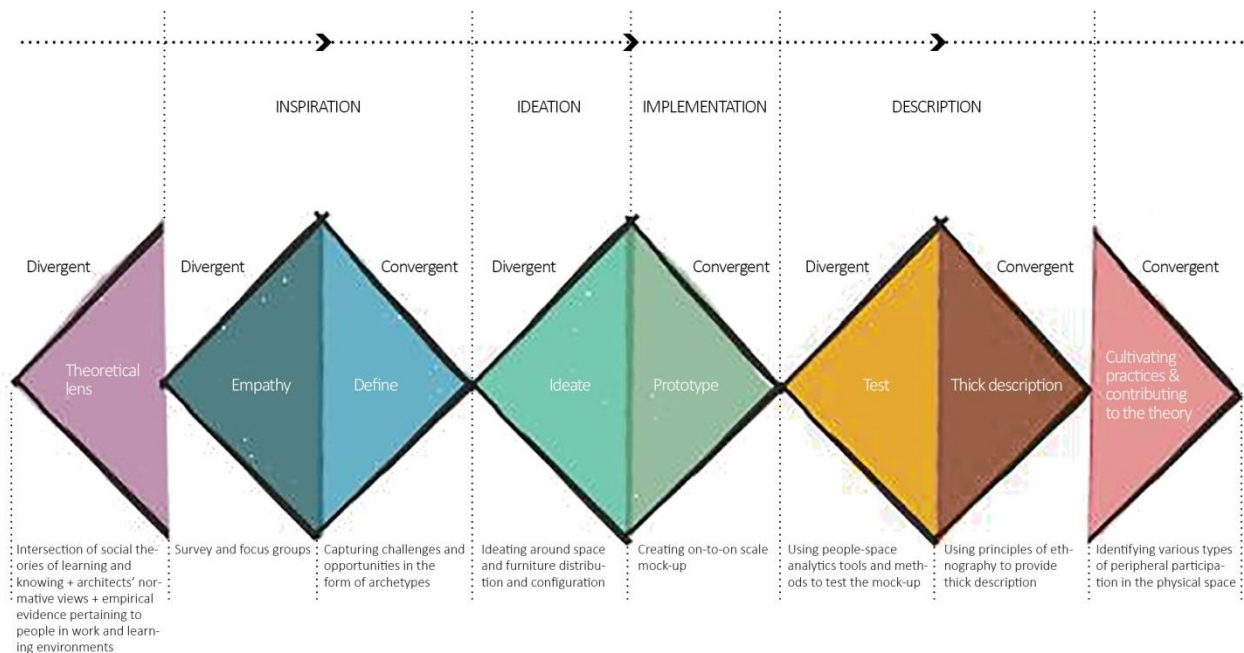 INSPIRATION
IDEATION
IMPLEMENTATION
DESCRIPTION
Divergent
Divergent
Convergent
Divergent
Convergent
Divergent
Convergent
Convergent
Theoretical
lens
Empathy
Define
Ideate
Prototype
Test
Thick description
Cultivating
practices &
contributing
to the theory
Intersection of social the-
ories of learning and
knowing + architects' nor-
mative views + empirical
evidence pertaining to
people in work and learn-
ing environments
Survey and focus groups
Capturing challenges and
opportunities in the
form of archetypes
Ideating around space
and furniture distribu-
tion and configuration
Creating on-to-on scale
mock-up
Using people-space
analytics tools and meth-
ods to test the mock-up
Using principles of eth-
nography to provide
thick description
Identifying various types
of peripheral participa-
tion in the physical space